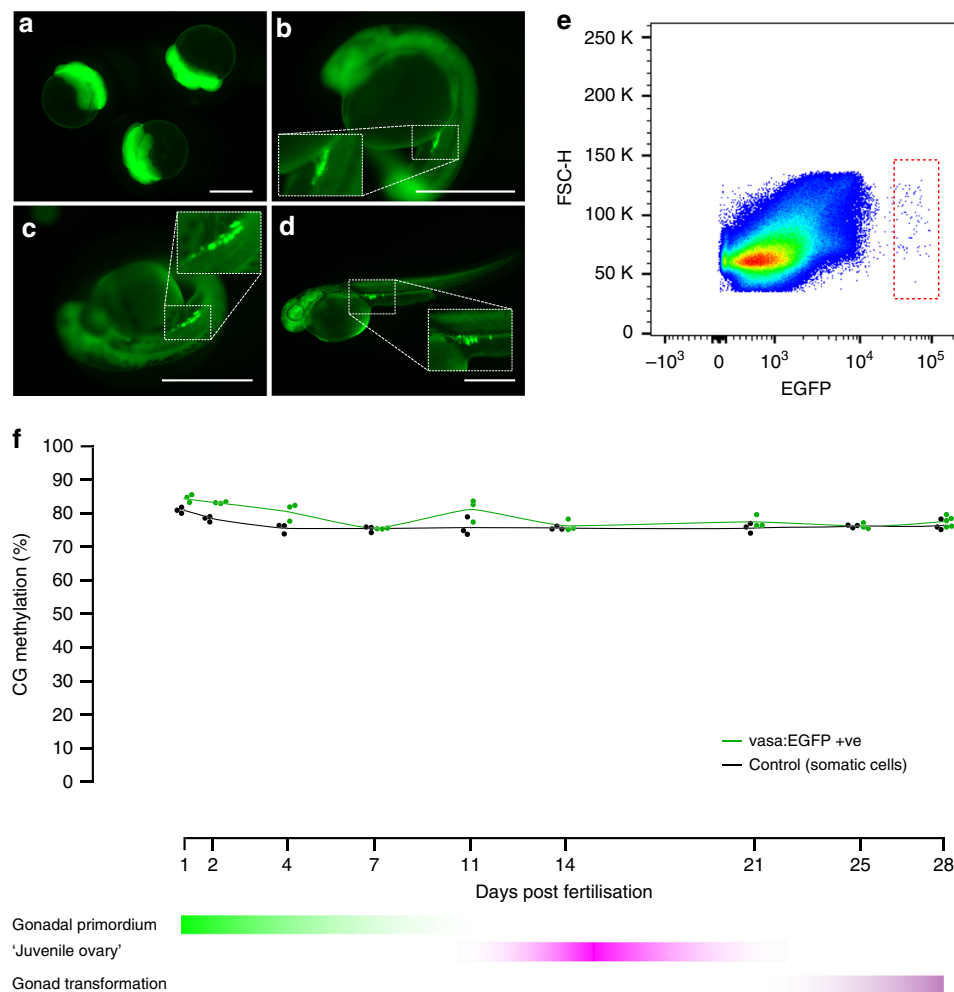 a
b
c
d
e
250 K
200 K
150 K
100 K
50 K
0
FSC-H
–10³ 0 10³ 10⁴ 10⁵
EGFP
f
100
90
80
70
60
50
40
30
20
10
0
CG methylation (%)
vasa:EGFP +ve
Control (somatic cells)
1 2 4 7 11 14 21 25 28
Days post fertilisation
Gonadal primordium
‘Juvenile ovary’
Gonad transformation